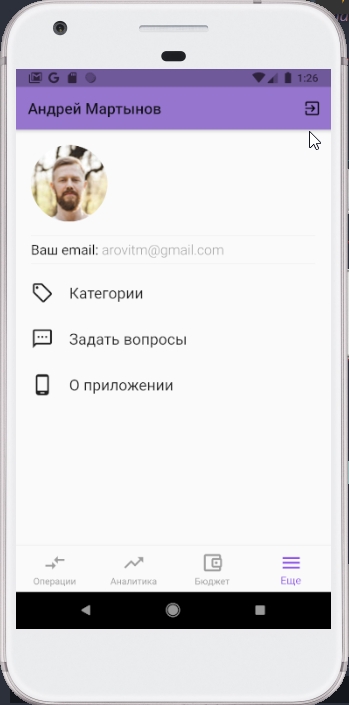 1:26
Андрей Мартынов
Ваш email: arovitm@gmail.com
Категории
Задать вопросы
О приложении
Операции
Аналитика
Бюджет
Еще